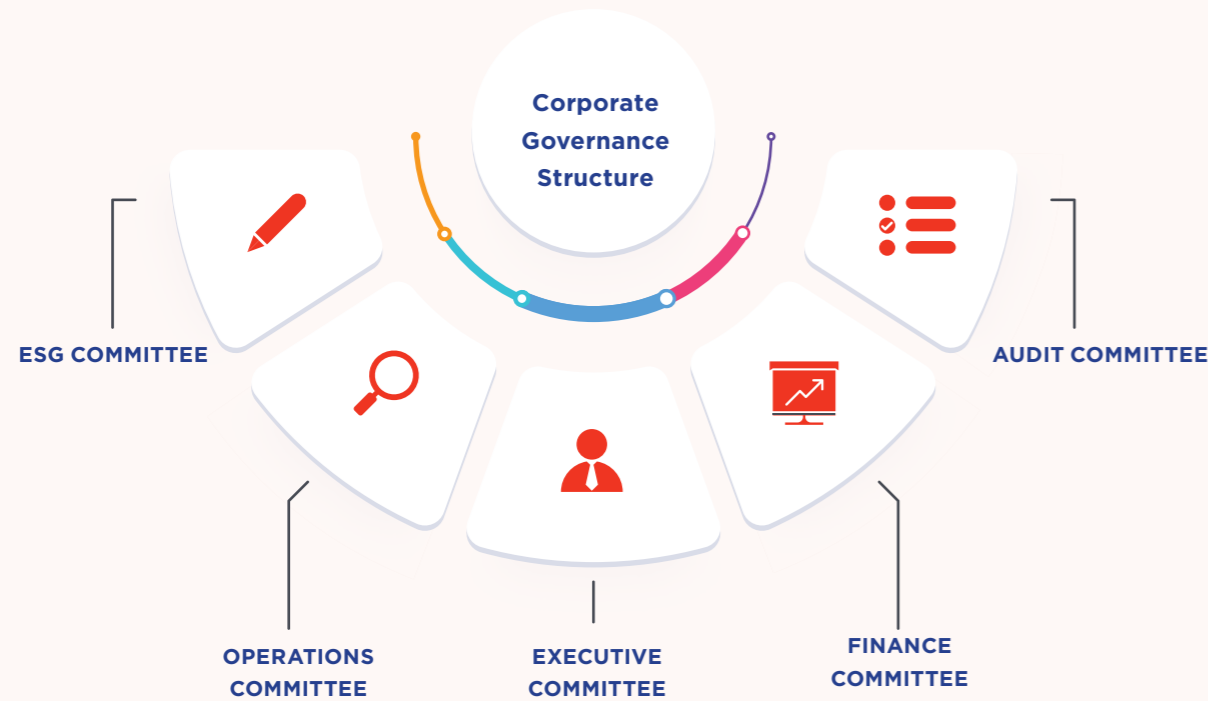 Corporate
Governance
Structure
ESG COMMITTEE
AUDIT COMMITTEE
OPERATIONS
COMMITTEE
EXECUTIVE
COMMITTEE
FINANCE
COMMITTEE